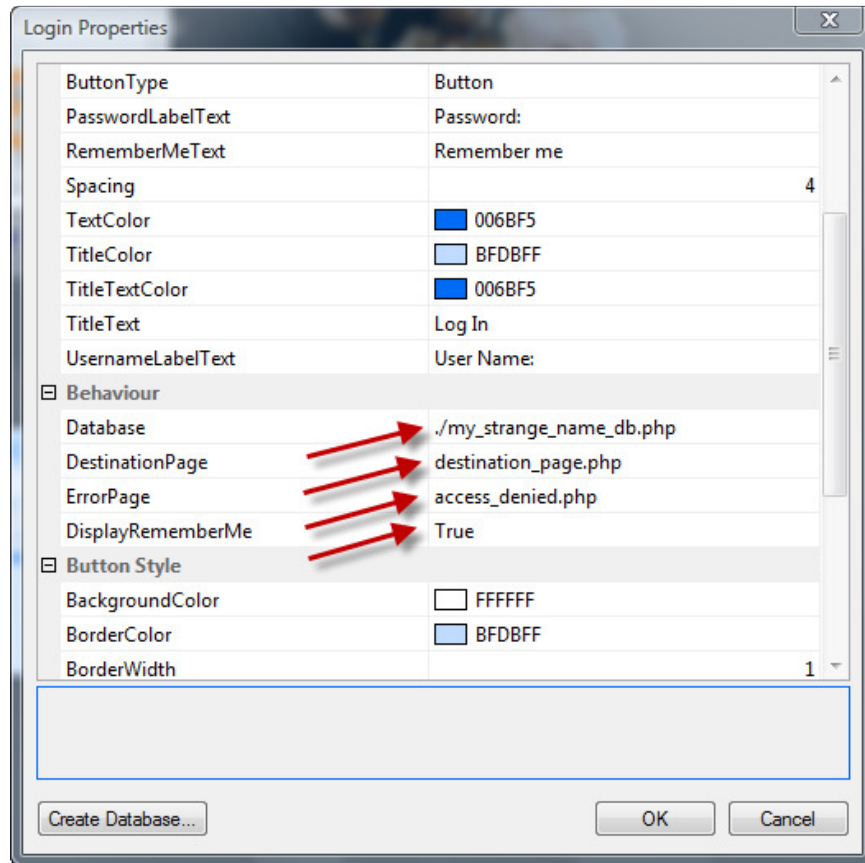 Login Properties
ButtonType Button
PasswordLabelText Password:
RememberMeText Remember me
Spacing 4
TextColor 006BF5
TitleColor BFDBFF
TitleTextColor 006BF5
TitleText Log In
UsernameLabelText User Name:
Behaviour
Database ./my_strange_name_db.php
DestinationPage destination_page.php
ErrorPage access_denied.php
DisplayRememberMe True
Button Style
BackgroundColor FFFFFF
BorderColor BFDBFF
BorderWidth 1
Create Database... OK Cancel